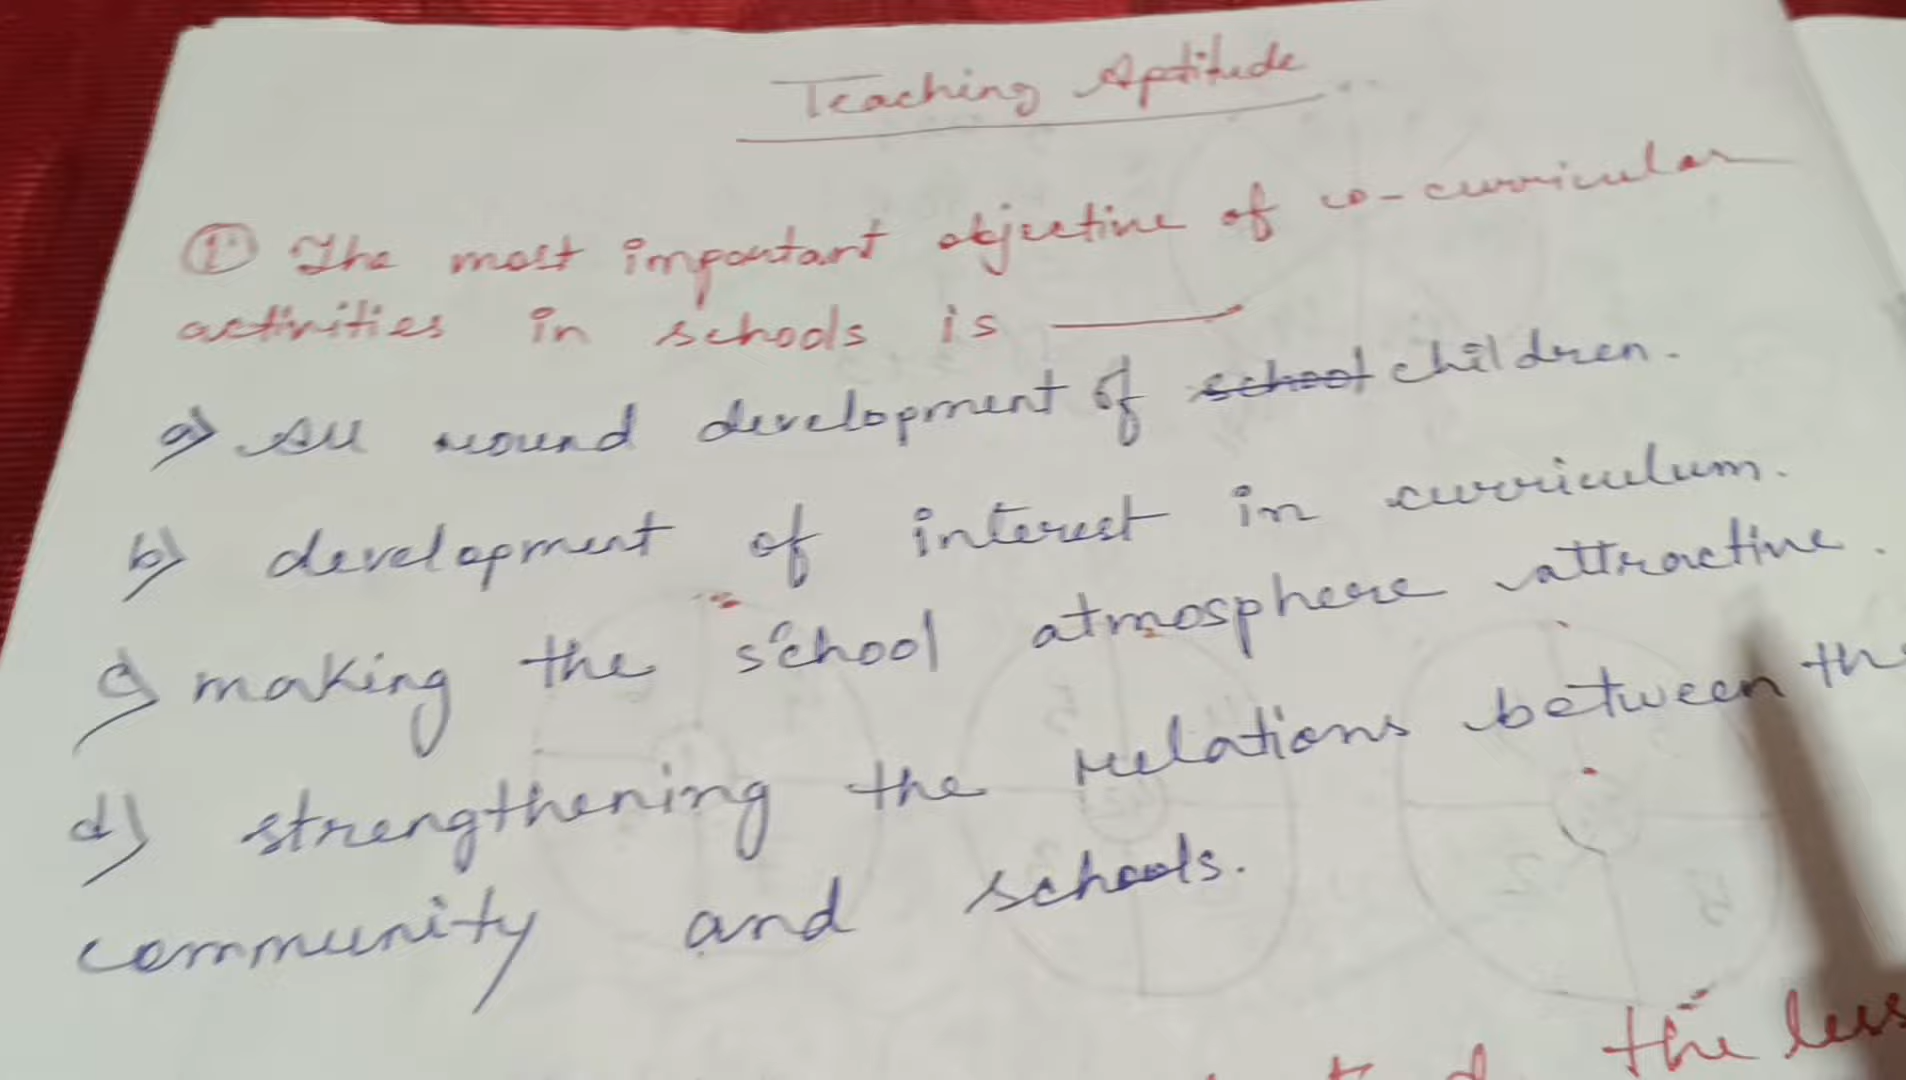 Teaching Aptitude
① The most important objective of co-curricular
activities in schools is ______
a) All round development of school children.
b) development of interest in curriculum.
c) making the school atmosphere attractive.
d) strengthening the relations between the
community and schools.
the less